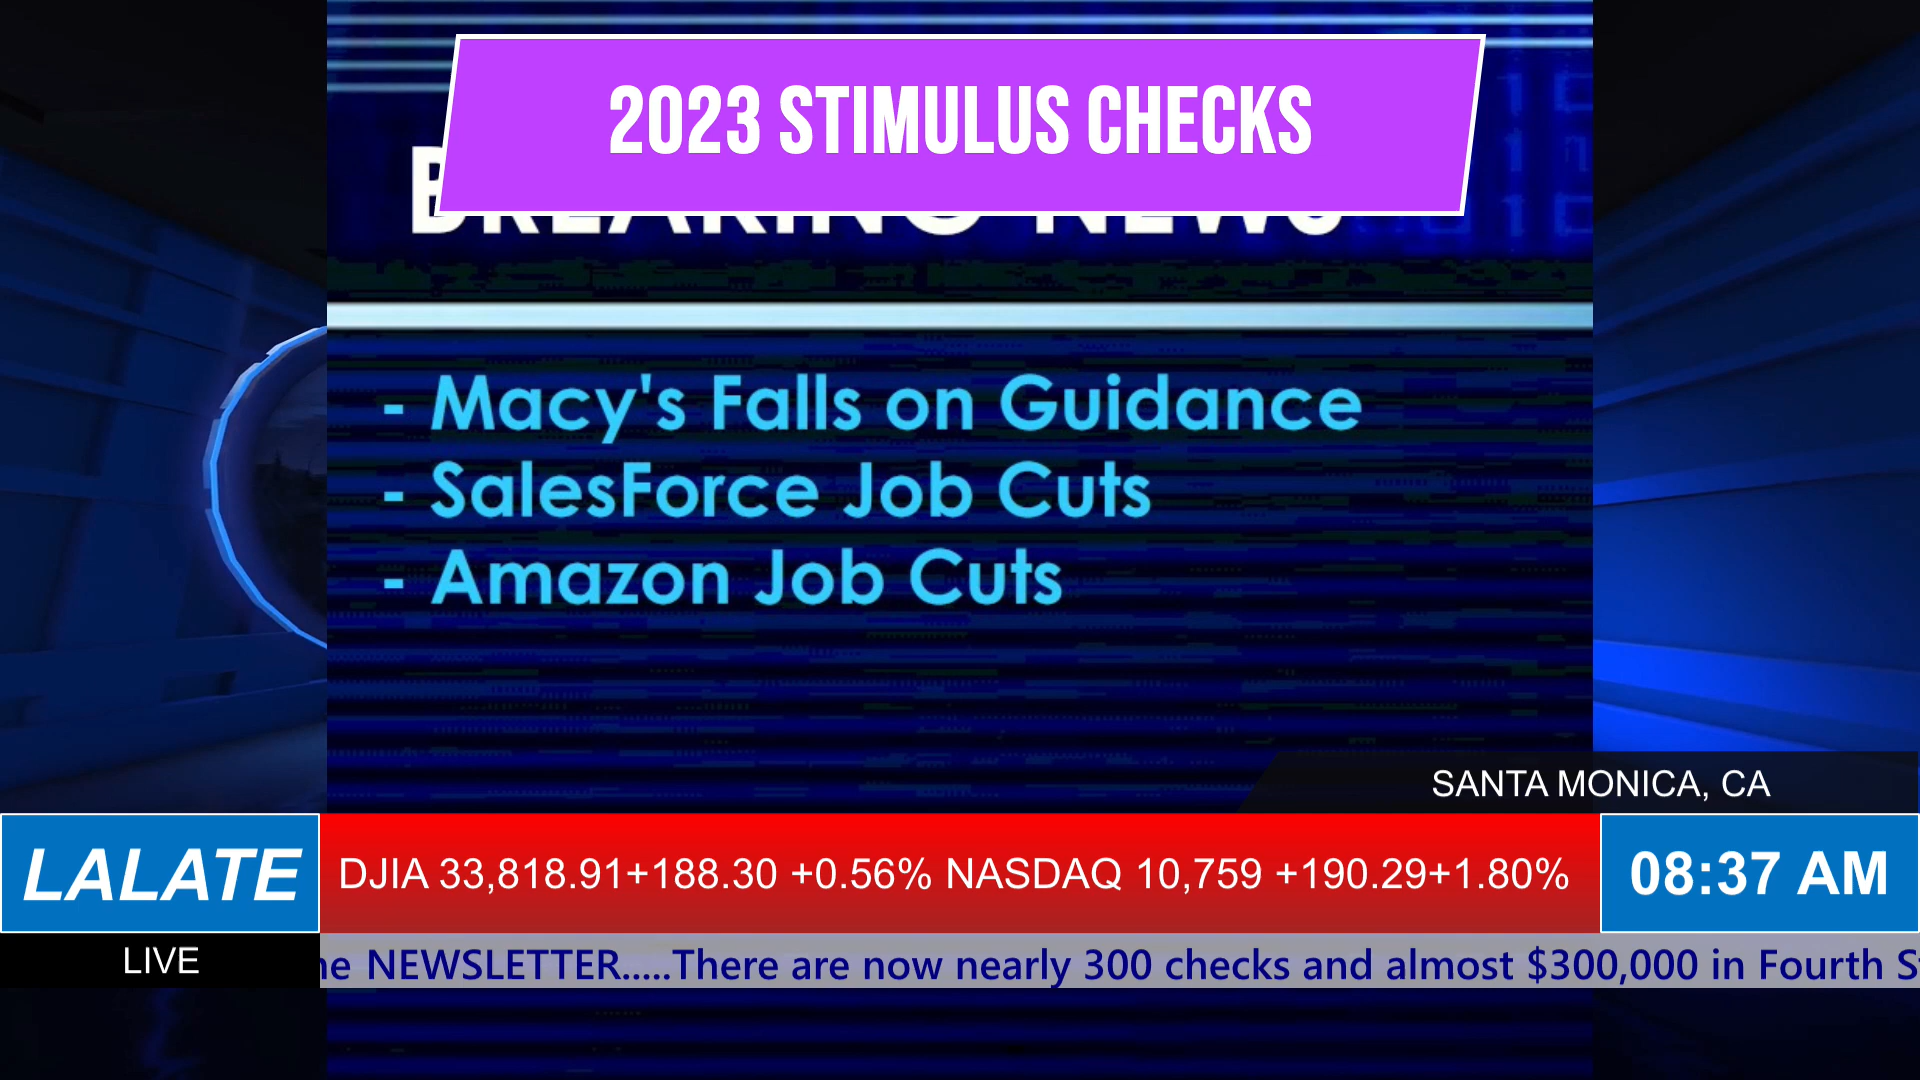 2023 STIMULUS CHECKS
BREAKING NEWS
- Macy's Falls on Guidance
- SalesForce Job Cuts
- Amazon Job Cuts
SANTA MONICA, CA
LALATE
DJIA 33,818.91+188.30 +0.56% NASDAQ 10,759 +190.29+1.80%
08:37 AM
LIVE
NEWSLETTER.....There are now nearly 300 checks and almost $300,000 in Fourth